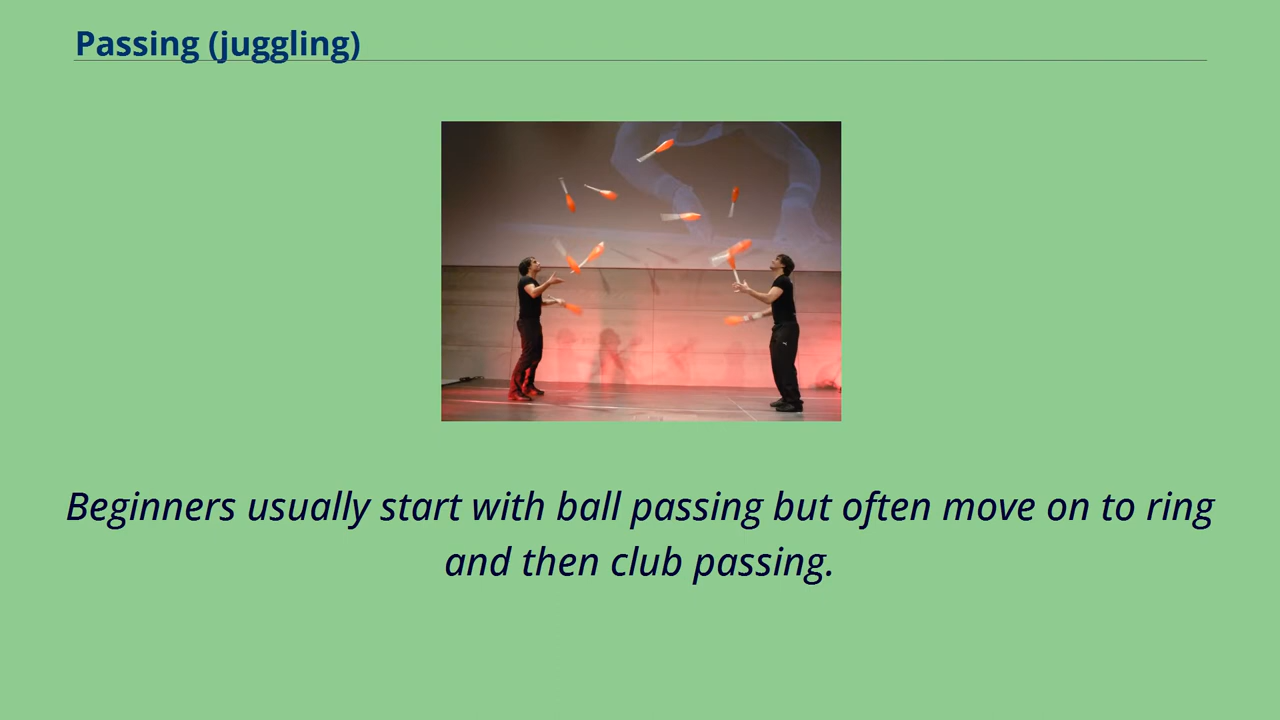 Passing (juggling)
Beginners usually start with ball passing but often move on to ring
and then club passing.